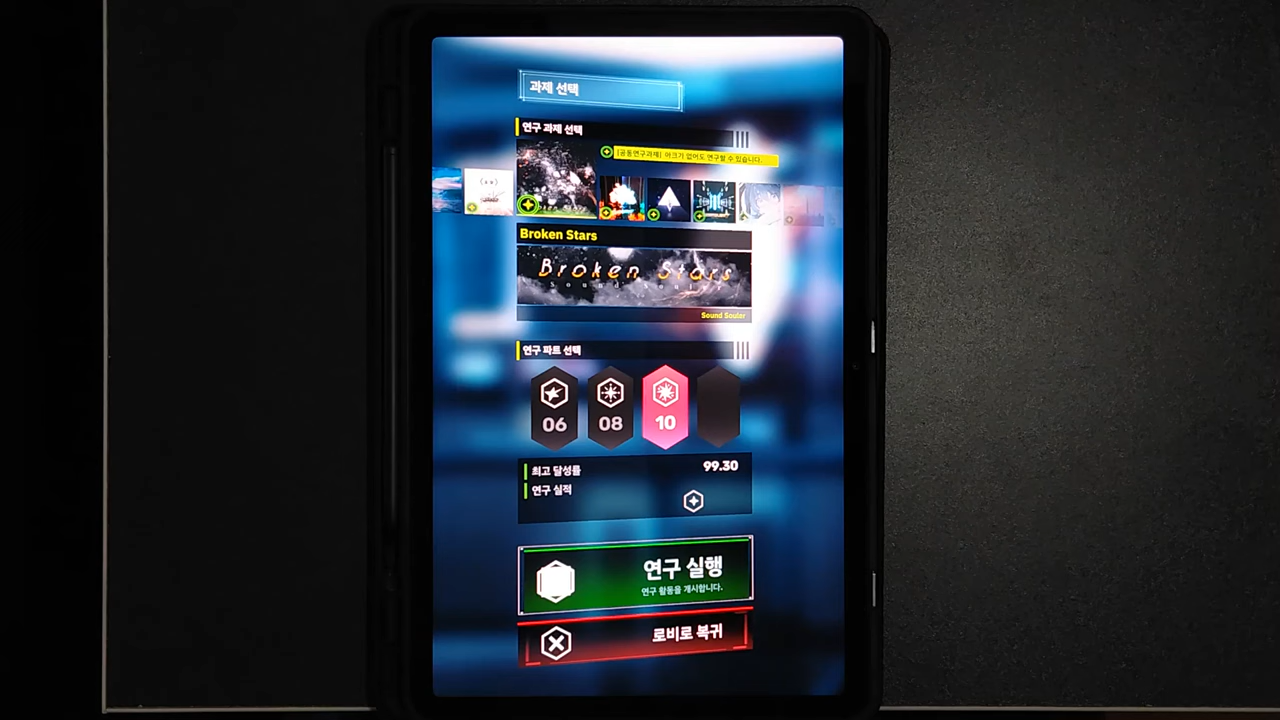 과제 선택
연구 과제 선택
[공동연구과제] 아크가 없어도 연구할 수 있습니다.
Broken Stars
Broken Stars
Sound Souler
Sound Souler
연구 파트 선택
06 08 10
최고 달성률 99.30
연구 실적
연구 실행
연구 활동을 개시합니다.
로비로 복귀